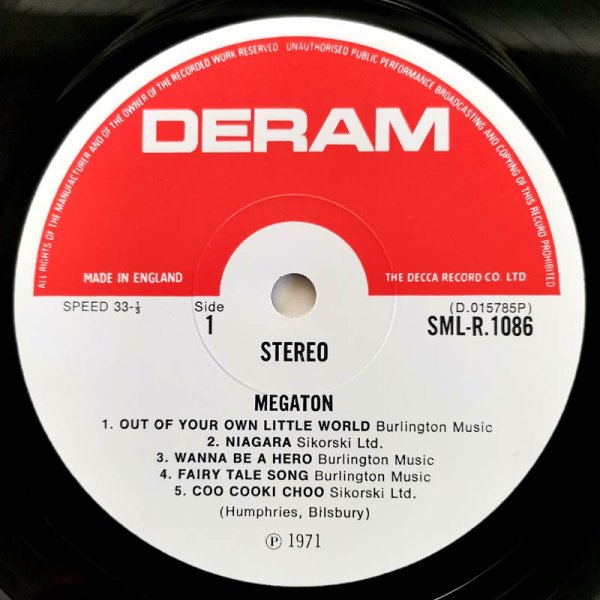 ALL RIGHTS OF THE MANUFACTURER AND OF THE OWNER OF THE RECORDED WORK RESERVED UNAUTHORISED PUBLIC PERFORMANCE BROADCASTING AND COPYING OF THIS RECORD PROHIBITED
DERAM
MADE IN ENGLAND THE DECCA RECORD CO. LTD.
SPEED 33-⅓ Side (D.015785P)
1 SML-R.1086
STEREO
MEGATON
1. OUT OF YOUR OWN LITTLE WORLD Burlington Music
2. NIAGARA Sikorski Ltd.
3. WANNA BE A HERO Burlington Music
4. FAIRY TALE SONG Burlington Music
5. COO COOKI CHOO Sikorski Ltd.
(Humphries, Bilsbury)
℗ 1971